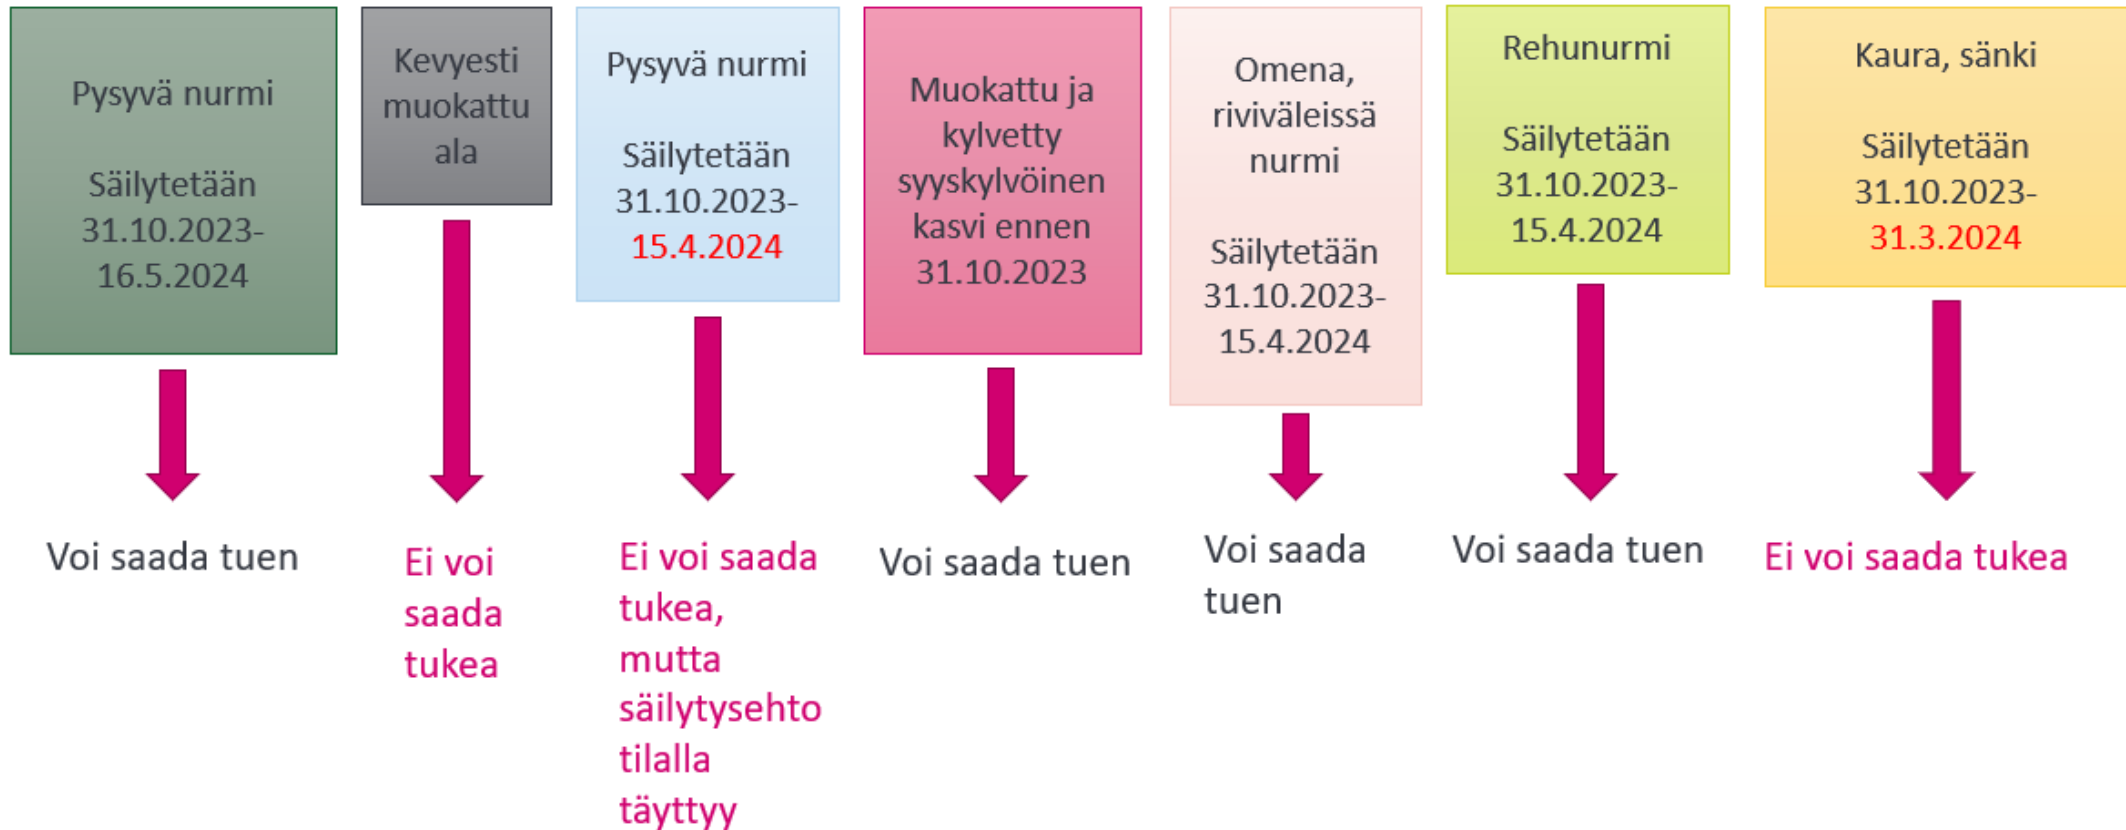 Pysyvä nurmi
Säilytetään
31.10.2023-
16.5.2024
Voi saada tuen
Kevyesti
muokattu
ala
Ei voi
saada
tukea
Pysyvä nurmi
Säilytetään
31.10.2023-
15.4.2024
Ei voi saada
tukea,
mutta
säilytysehto
tilalla
täyttyy
Muokattu ja
kylvetty
syyskylvöinen
kasvi ennen
31.10.2023
Voi saada tuen
Omena,
riviväleissä
nurmi
Säilytetään
31.10.2023-
15.4.2024
Voi saada
tuen
Rehunurmi
Säilytetään
31.10.2023-
15.4.2024
Voi saada tuen
Kaura, sänki
Säilytetään
31.10.2023-
31.3.2024
Ei voi saada tukea